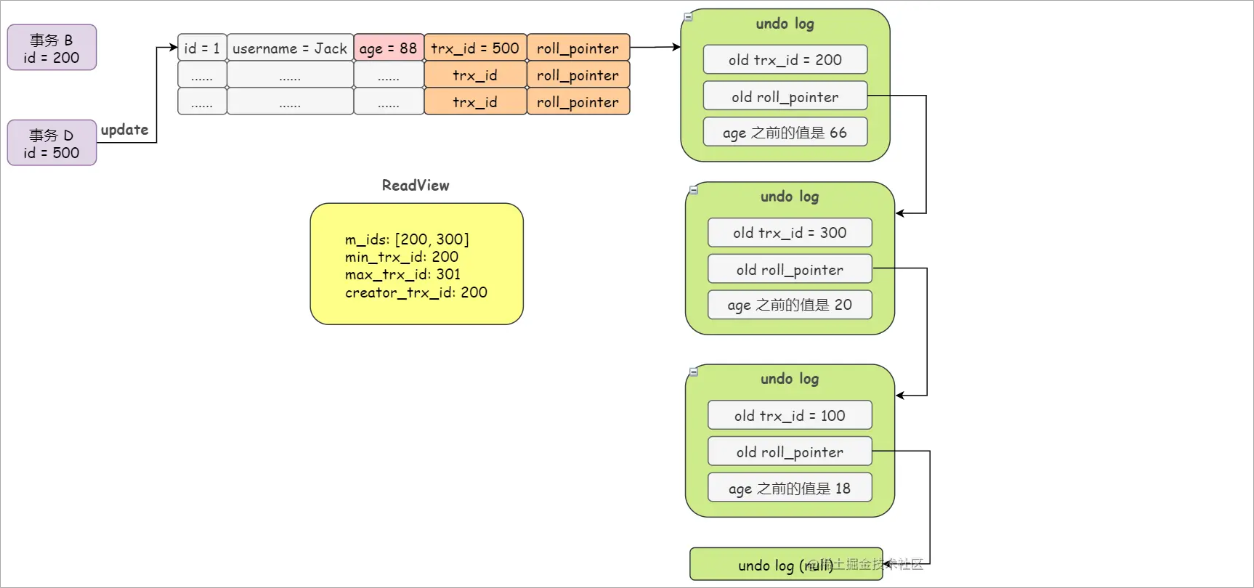 事务 B
id = 200
事务 D
id = 500
update
id = 1 username = Jack age = 88 trx_id = 500 roll_pointer
...... ...... ...... trx_id roll_pointer
...... ...... ...... trx_id roll_pointer
ReadView
m_ids: [200, 300]
min_trx_id: 200
max_trx_id: 301
creator_trx_id: 200
undo log
old trx_id = 200
old roll_pointer
age 之前的值是 66
undo log
old trx_id = 300
old roll_pointer
age 之前的值是 20
undo log
old trx_id = 100
old roll_pointer
age 之前的值是 18
undo log (null)
@稀土掘金技术社区